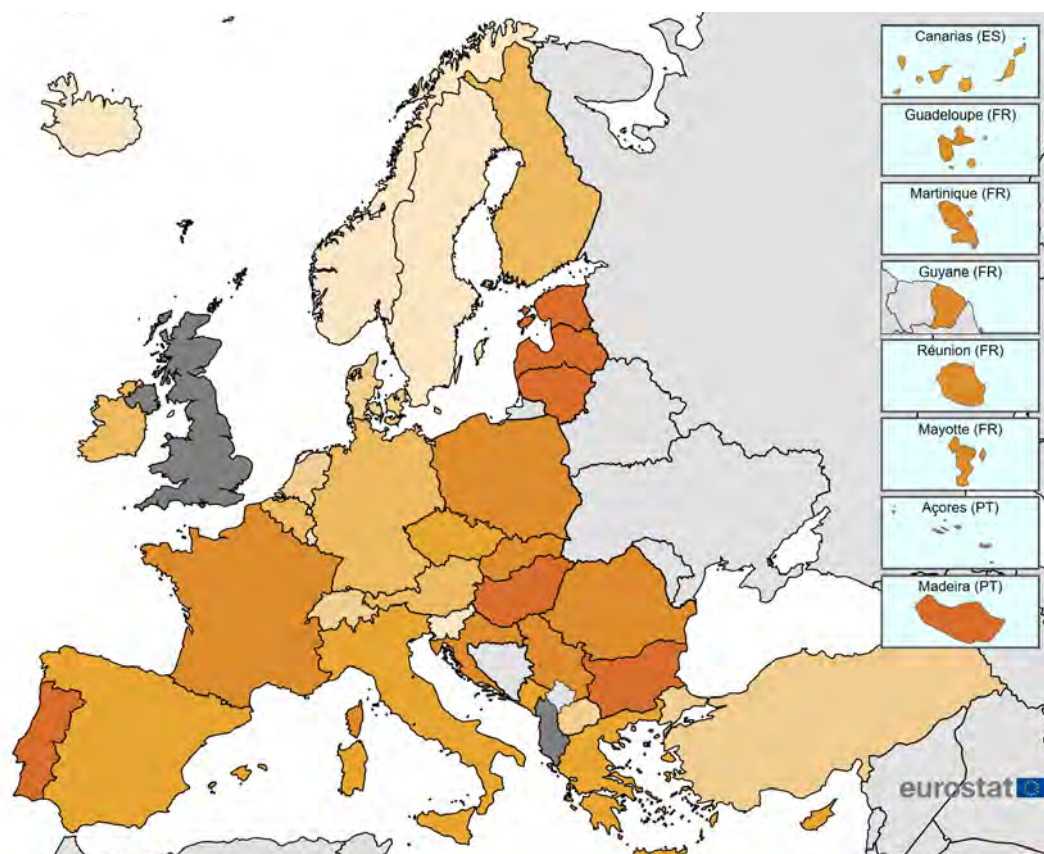 Canarias (ES)
Guadeloupe (FR)
Martinique (FR)
Guyane (FR)
Réunion (FR)
Mayotte (FR)
Açores (PT)
Madeira (PT)
eurostat